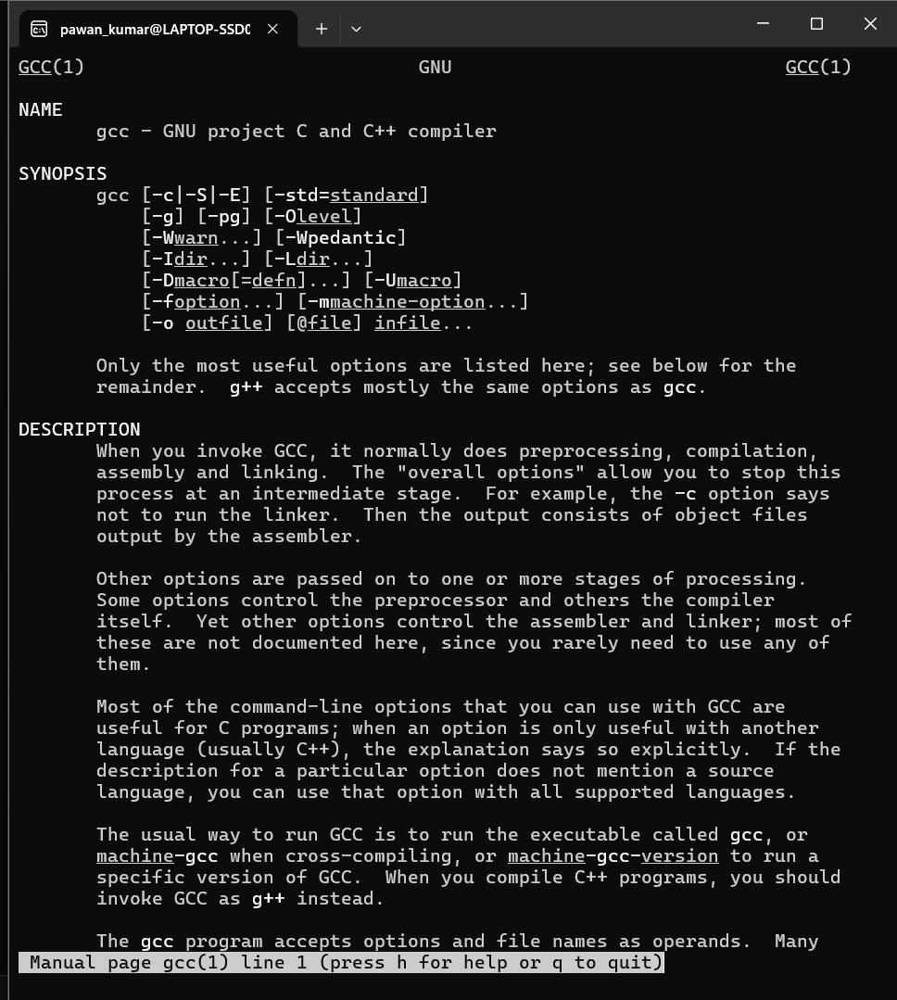 pawan_kumar@LAPTOP-SSD0
GCC(1) GNU GCC(1)
NAME
gcc - GNU project C and C++ compiler
SYNOPSIS
gcc [-c|-S|-E] [-std=standard]
[-g] [-pg] [-Olevel]
[-Wwarn...] [-Wpedantic]
[-Idir...] [-Ldir...]
[-Dmacro[=defn]...] [-Umacro]
[-foption...] [-mmachine-option...]
[-o outfile] [@file] infile...
Only the most useful options are listed here; see below for the
remainder.  g++ accepts mostly the same options as gcc.
DESCRIPTION
When you invoke GCC, it normally does preprocessing, compilation,
assembly and linking.  The "overall options" allow you to stop this
process at an intermediate stage.  For example, the -c option says
not to run the linker.  Then the output consists of object files
output by the assembler.
Other options are passed on to one or more stages of processing.
Some options control the preprocessor and others the compiler
itself.  Yet other options control the assembler and linker; most of
these are not documented here, since you rarely need to use any of
them.
Most of the command-line options that you can use with GCC are
useful for C programs; when an option is only useful with another
language (usually C++), the explanation says so explicitly.  If the
description for a particular option does not mention a source
language, you can use that option with all supported languages.
The usual way to run GCC is to run the executable called gcc, or
machine-gcc when cross-compiling, or machine-gcc-version to run a
specific version of GCC.  When you compile C++ programs, you should
invoke GCC as g++ instead.
The gcc program accepts options and file names as operands.  Many
Manual page gcc(1) line 1 (press h for help or q to quit)